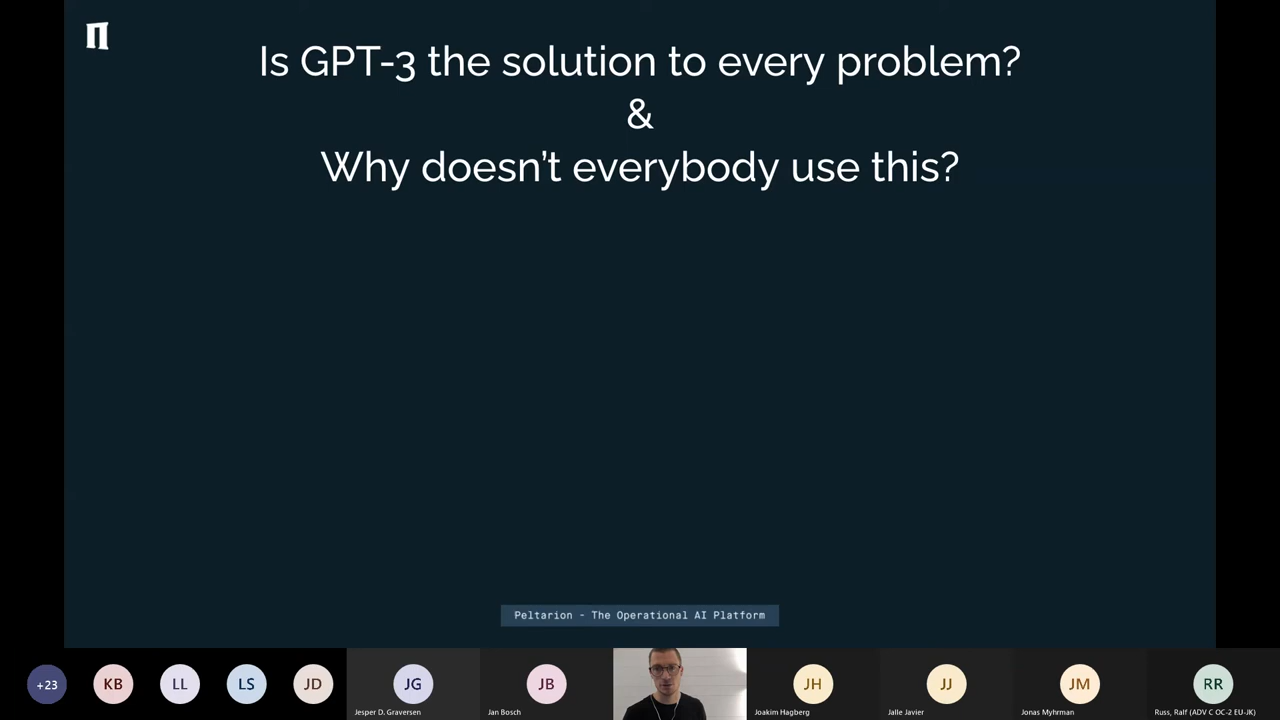 Is GPT-3 the solution to every problem?
&
Why doesn't everybody use this?
Peltarion - The Operational AI Platform
+23
KB
LL
LS
JD
JG
JB
JH
JJ
JM
RR
Jesper D. Graversen
Jan Bosch
Joakim Hagberg
Jalle Javier
Jonas Myhrman
Russ, Ralf (ADV C OC-2 EU-JK)